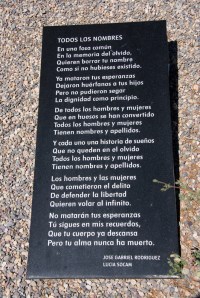 TODOS LOS NOMBRES
En una fosa común
En la memoria del olvido,
Quieren borrar tu nombre
Como si no hubiese existido.
Ya mataron tus esperanzas
Dejaron huérfanos a tus hijos
Pero no pudieron segar
La dignidad como principio.
De todos los hombres y mujeres
Que en huesos se han convertido
Todos los hombres y mujeres
Tienen nombres y apellidos.
Y cada uno una historia de sueños
Que no queden en el olvido
Todos los hombres y mujeres
Tienen nombres y apellidos.
Los hombres y las mujeres
Que cometieron el delito
De defender la libertad
Quieren volar al infinito.
No matarán tus esperanzas
Tú sigues en mis recuerdos,
Que tu cuerpo ya descansa
Pero tu alma nunca ha muerto.
JOSE GABRIEL RODRIGUEZ
LUCIA SOCAM